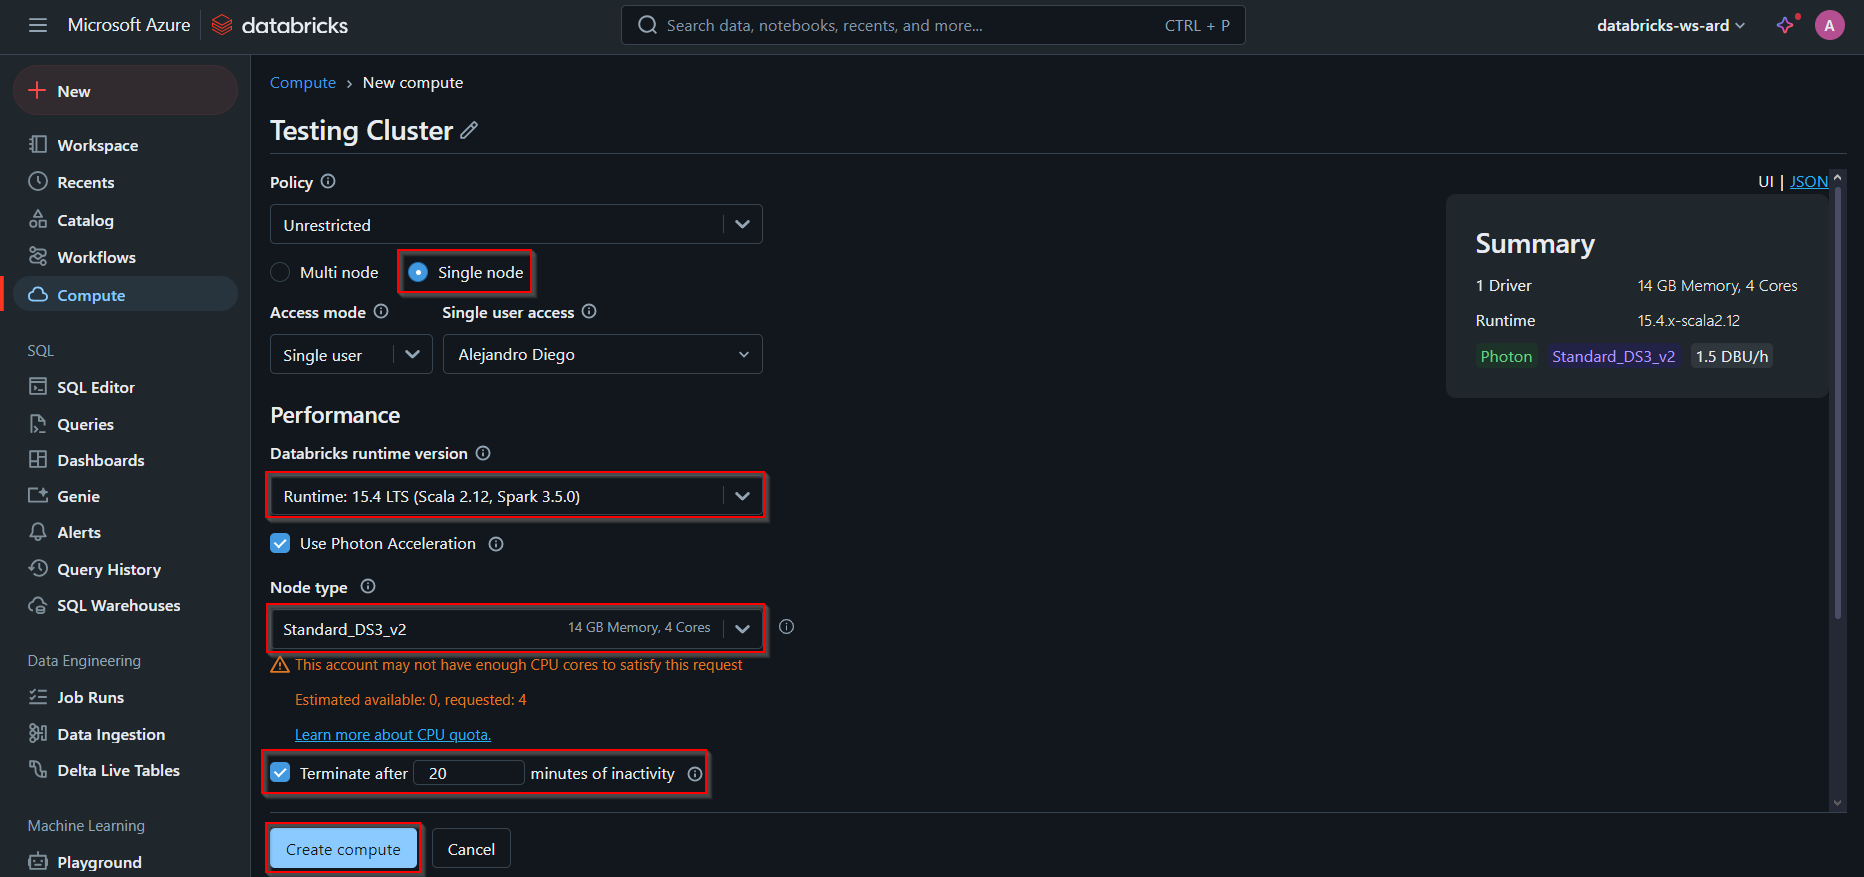 Microsoft Azure databricks Search data, notebooks, recents, and more... CTRL + P databricks-ws-ard A
New
Workspace
Recents
Catalog
Workflows
Compute
SQL
SQL Editor
Queries
Dashboards
Genie
Alerts
Query History
SQL Warehouses
Data Engineering
Job Runs
Data Ingestion
Delta Live Tables
Machine Learning
Playground
Compute › New compute
Testing Cluster
Policy
Unrestricted
Multi node Single node
Access mode Single user access
Single user Alejandro Diego
Performance
Databricks runtime version
Runtime: 15.4 LTS (Scala 2.12, Spark 3.5.0)
Use Photon Acceleration
Node type
Standard_DS3_v2 14 GB Memory, 4 Cores
This account may not have enough CPU cores to satisfy this request
Estimated available: 0, requested: 4
Learn more about CPU quota.
Terminate after 20 minutes of inactivity
Create compute Cancel
UI | JSON
Summary
1 Driver 14 GB Memory, 4 Cores
Runtime 15.4.x-scala2.12
Photon Standard_DS3_v2 1.5 DBU/h